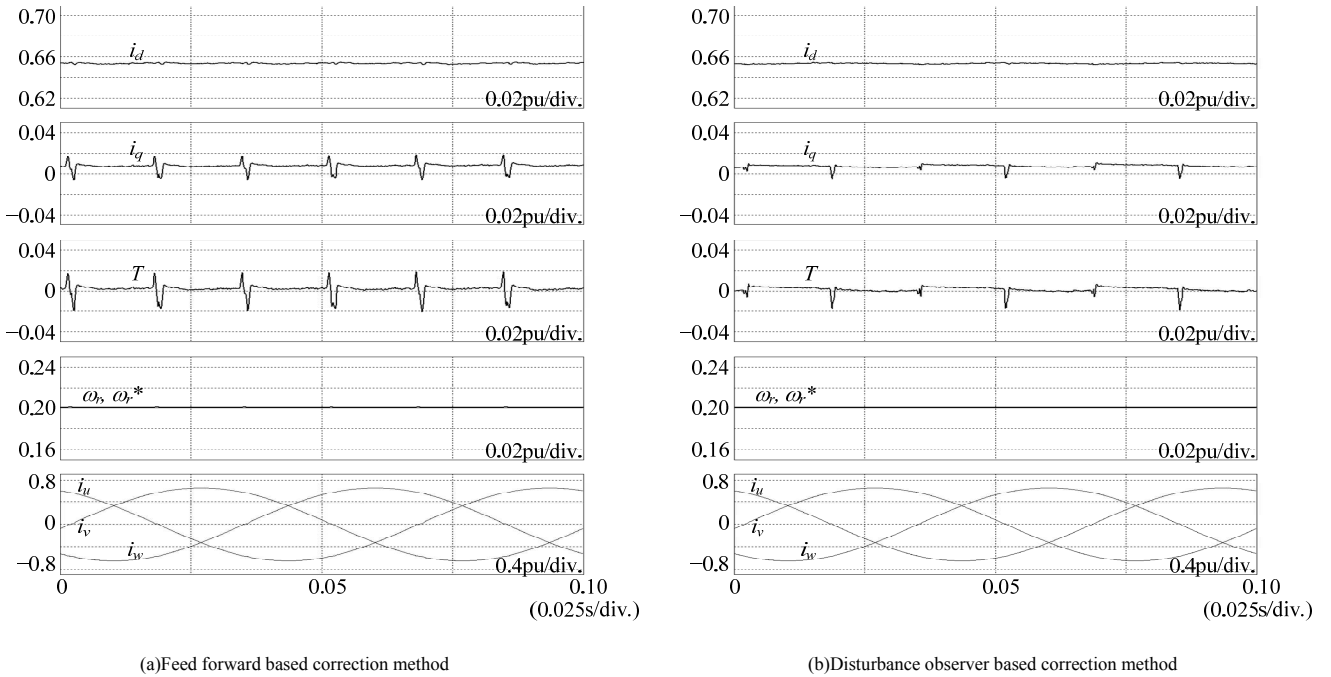 0.70
i_d
0.66
0.62
0.02pu/div.
0.04
i_q
0
−0.04
0.02pu/div.
0.04
T
0
−0.04
0.02pu/div.
0.24
ω_r, ω_r*
0.20
0.16
0.02pu/div.
0.8
i_u
0
i_v
i_w
−0.8
0.4pu/div.
0 0.05 0.10
(0.025s/div.)
(a)Feed forward based correction method
0.70
i_d
0.66
0.62
0.02pu/div.
0.04
i_q
0
−0.04
0.02pu/div.
0.04
T
0
−0.04
0.02pu/div.
0.24
ω_r, ω_r*
0.20
0.16
0.02pu/div.
0.8
i_u
0
i_v
i_w
−0.8
0.4pu/div.
0 0.05 0.10
(0.025s/div.)
(b)Disturbance observer based correction method